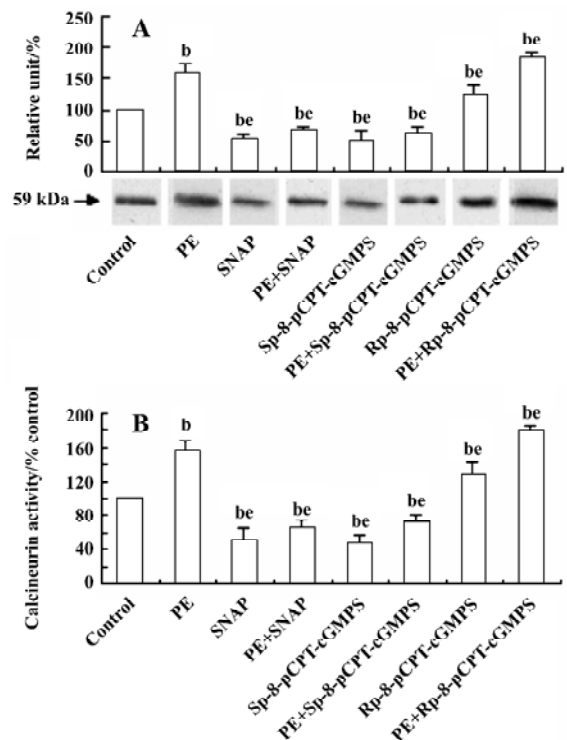 A
Relative unit/%
250
200
150
100
50
0
b
be
be
be
be
be
be
59 kDa
Control
PE
SNAP
PE+SNAP
Sp-8-pCPT-cGMPS
PE+Sp-8-pCPT-cGMPS
Rp-8-pCPT-cGMPS
PE+Rp-8-pCPT-cGMPS
B
Calcineurin activity/% control
200
160
120
80
40
0
b
be
be
be
be
be
be
Control
PE
SNAP
PE+SNAP
Sp-8-pCPT-cGMPS
PE+Sp-8-pCPT-cGMPS
Rp-8-pCPT-cGMPS
PE+Rp-8-pCPT-cGMPS